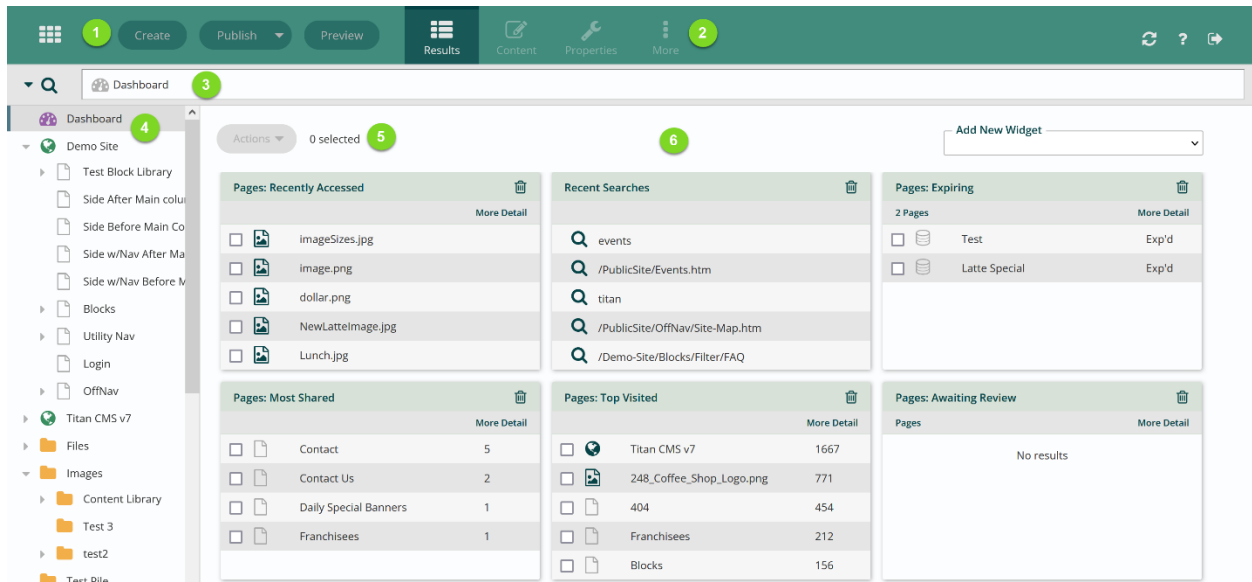 1 Create Publish Preview Results Content Properties More 2 ?
Dashboard 3
Dashboard 4
Demo Site
Test Block Library
Side After Main colu
Side Before Main Co
Side w/Nav After Ma
Side w/Nav Before M
Blocks
Utility Nav
Login
OffNav
Titan CMS v7
Files
Images
Content Library
Test 3
test2
Test Pile
Actions 0 selected 5 6 Add New Widget
Pages: Recently Accessed
More Detail
imageSizes.jpg
image.png
dollar.png
NewLatteImage.jpg
Lunch.jpg
Recent Searches
events
/PublicSite/Events.htm
titan
/PublicSite/OffNav/Site-Map.htm
/Demo-Site/Blocks/Filter/FAQ
Pages: Expiring
2 Pages More Detail
Test Exp'd
Latte Special Exp'd
Pages: Most Shared
More Detail
Contact 5
Contact Us 2
Daily Special Banners 1
Franchisees 1
Pages: Top Visited
More Detail
Titan CMS v7 1667
248_Coffee_Shop_Logo.png 771
404 454
Franchisees 212
Blocks 156
Pages: Awaiting Review
Pages More Detail
No results